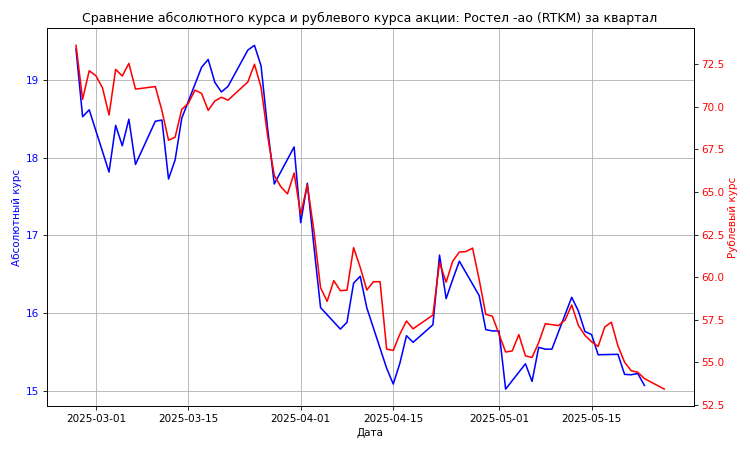 Сравнение абсолютного курса и рублевого курса акции: Ростел -ао (RTKM) за квартал
Абсолютный курс
19
18
17
16
15
72.5
70.0
67.5
65.0
62.5
60.0
57.5
55.0
52.5
Рублевый курс
2025-03-01 2025-03-15 2025-04-01 2025-04-15 2025-05-01 2025-05-15
Дата